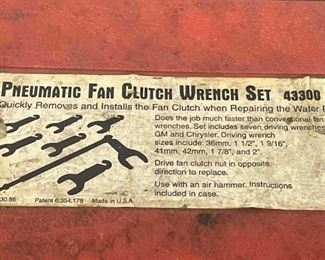 PNEUMATIC FAN CLUTCH WRENCH SET 43300
Quickly Removes and Installs the Fan Clutch when Repairing the Water
Does the job much faster than conventional fan
wrenches. Set includes seven driving wrenches
GM and Chrysler. Driving wrench
sizes include: 36mm, 1 1/2", 1 9/16",
41mm, 42mm, 1 7/8", and 2".
Drive fan clutch nut in opposite
direction to replace.
Use with an air hammer. Instructions
included in case.
30.86 Patent 6,354,178 Made in U.S.A.